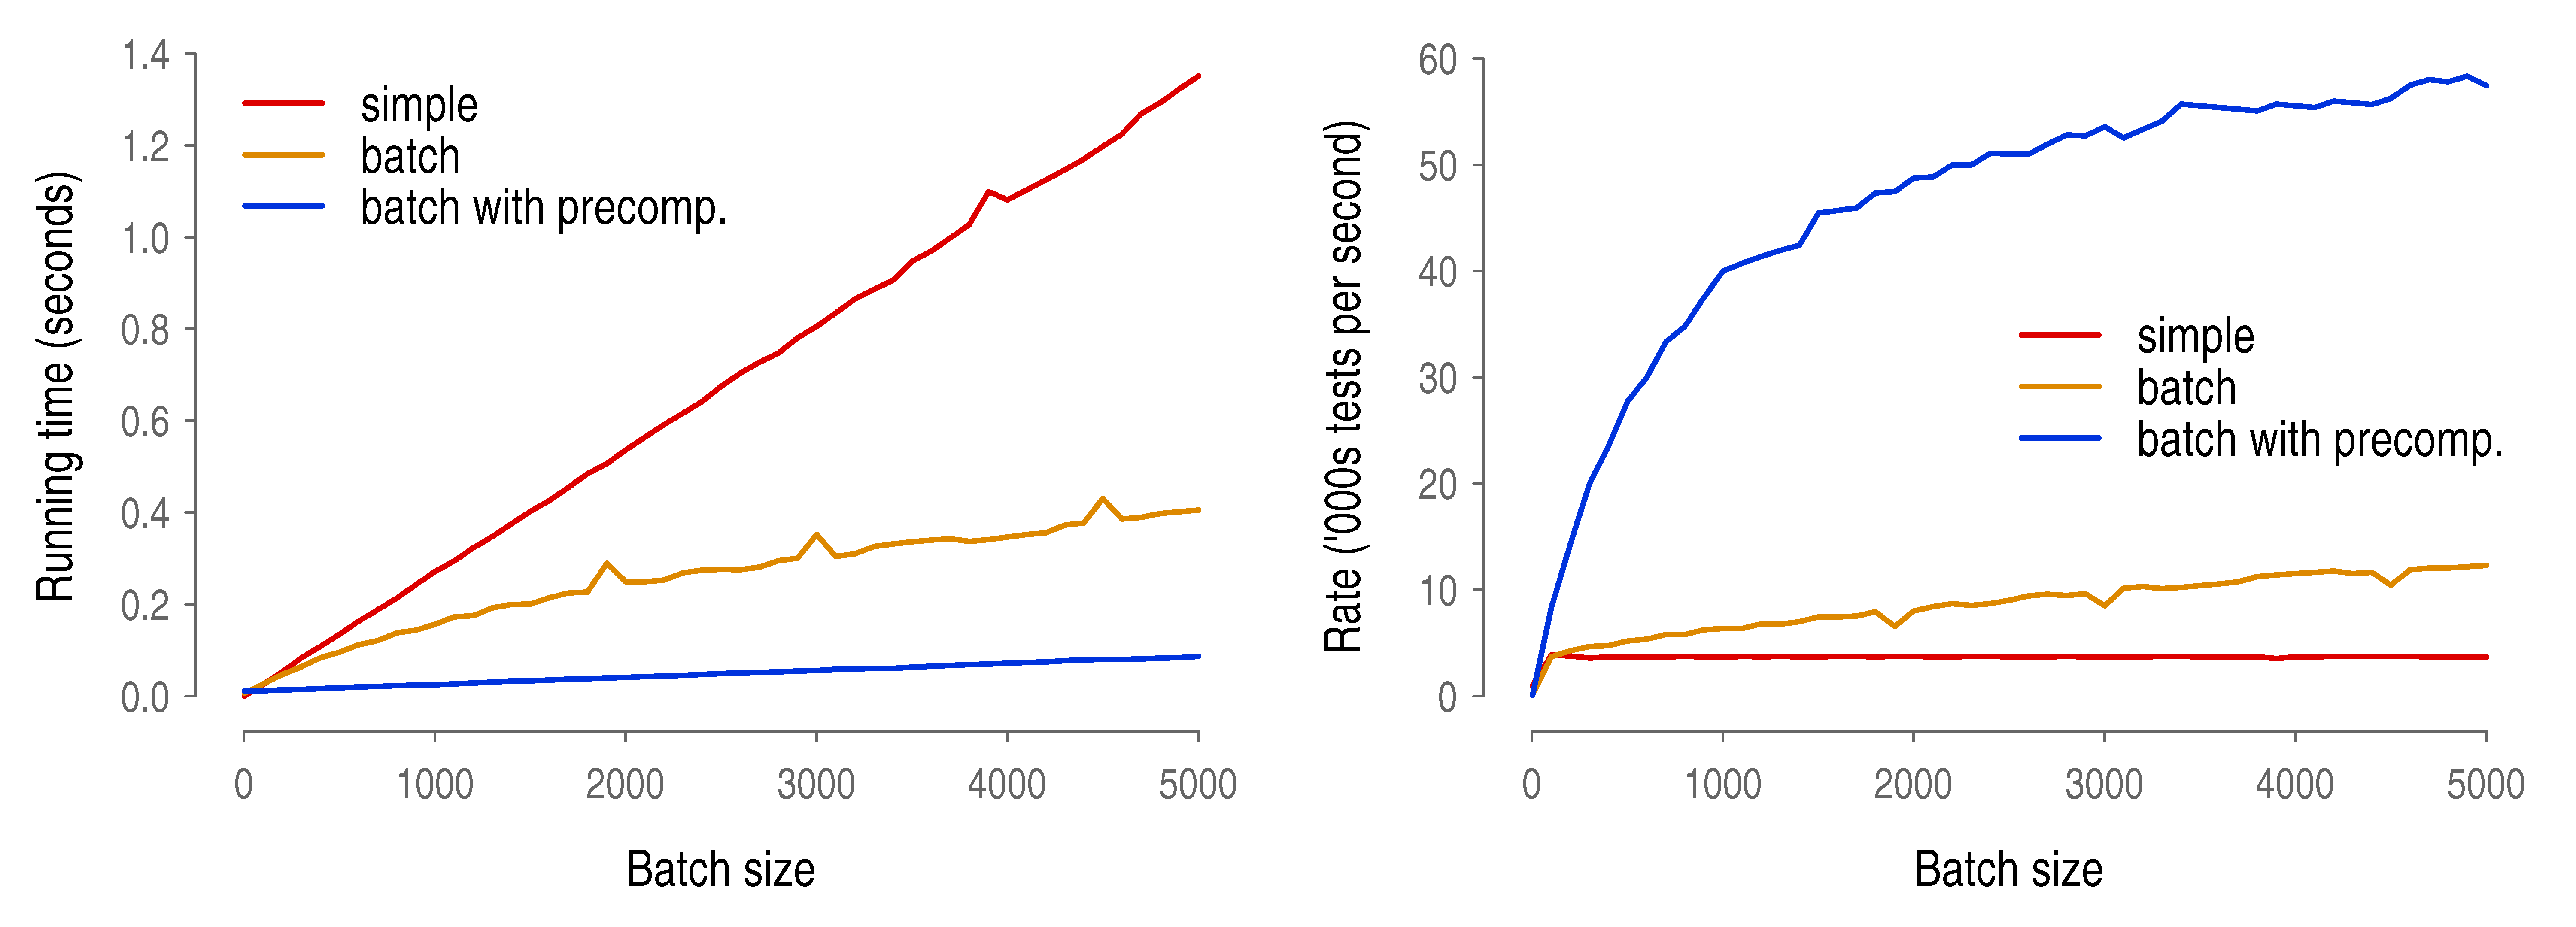 Running time (seconds)
1.4
1.2
1.0
0.8
0.6
0.4
0.2
0.0
simple
batch
batch with precomp.
0 1000 2000 3000 4000 5000
Batch size
Rate ('000s tests per second)
60
50
40
30
20
10
0
simple
batch
batch with precomp.
0 1000 2000 3000 4000 5000
Batch size